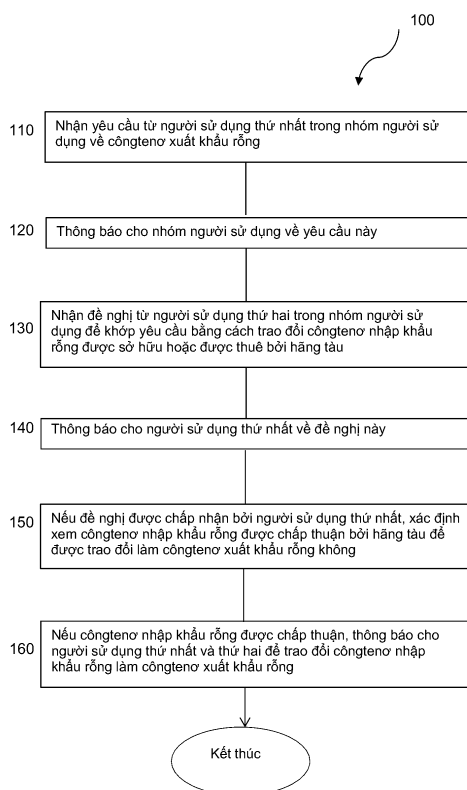 100
110
Nhận yêu cầu từ người sử dụng thứ nhất trong nhóm người sử
dụng về côngtenơ xuất khẩu rỗng
120
Thông báo cho nhóm người sử dụng về yêu cầu này
130
Nhận đề nghị từ người sử dụng thứ hai trong nhóm người sử
dụng để khớp yêu cầu bằng cách trao đổi côngtenơ nhập khẩu
rỗng được sở hữu hoặc được thuê bởi hãng tàu
140
Thông báo cho người sử dụng thứ nhất về đề nghị này
150
Nếu đề nghị được chấp nhận bởi người sử dụng thứ nhất, xác định
xem côngtenơ nhập khẩu rỗng được chấp thuận bởi hãng tàu để
được trao đổi làm côngtenơ xuất khẩu rỗng không
160
Nếu côngtenơ nhập khẩu rỗng được chấp thuận, thông báo cho
người sử dụng thứ nhất và thứ hai để trao đổi côngtenơ nhập
khẩu rỗng làm côngtenơ xuất khẩu rỗng
Kết thúc